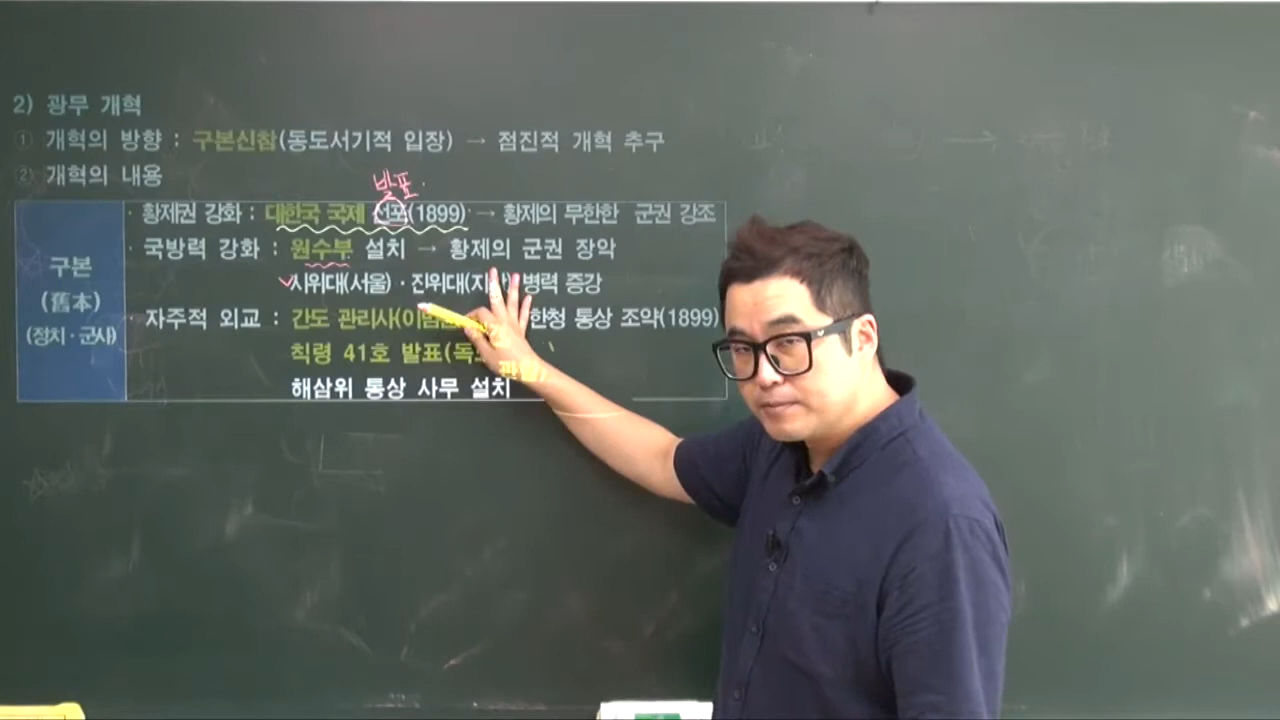 2) 광무 개혁
① 개혁의 방향 : 구본신참(동도서기적 입장) → 점진적 개혁 추구
② 개혁의 내용
발포
· 황제권 강화 : 대한국 국제 선포(1899) → 황제의 무한한 군권 강조
· 국방력 강화 : 원수부 설치 → 황제의 군권 장악
구본
(舊本)
(정치·군사)
시위대(서울)·진위대( 병력 증강
· 자주적 외교 : 간도 관리사( 한청 통상 조약(1899)
칙령 41호 발표(
해삼위 통상 사무 설치